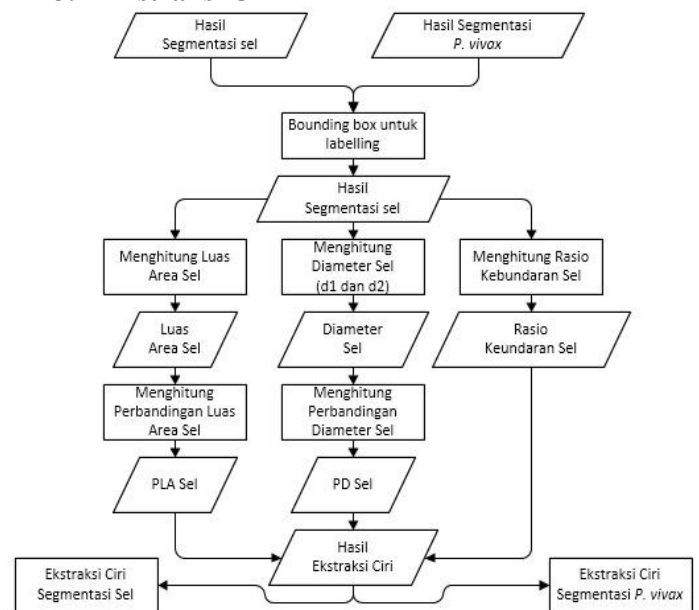 Hasil
Segmentasi sel
Hasil Segmentasi
P. vivax
Bounding box untuk
labelling
Hasil
Segmentasi sel
Menghitung Luas
Area Sel
Menghitung
Diameter Sel
(d1 dan d2)
Menghitung Rasio
Kebundaran Sel
Luas
Area Sel
Diameter
Sel
Rasio
Keundaran Sel
Menghitung
Perbandingan Luas
Area Sel
Menghitung
Perbandingan
Diameter Sel
PLA Sel
PD Sel
Hasil
Ekstraksi Ciri
Ekstraksi Ciri
Segmentasi Sel
Ekstraksi Ciri
Segmentasi P. vivax